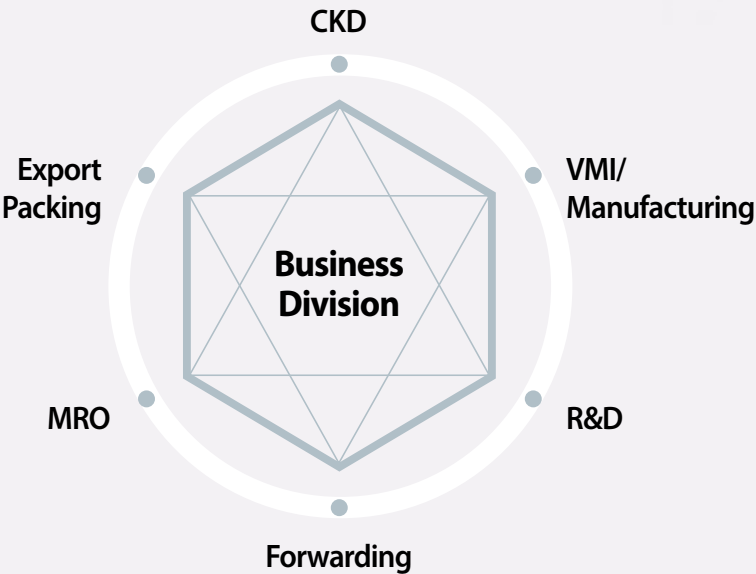 CKD
Export
Packing
VMI/
Manufacturing
Business
Division
MRO
R&D
Forwarding